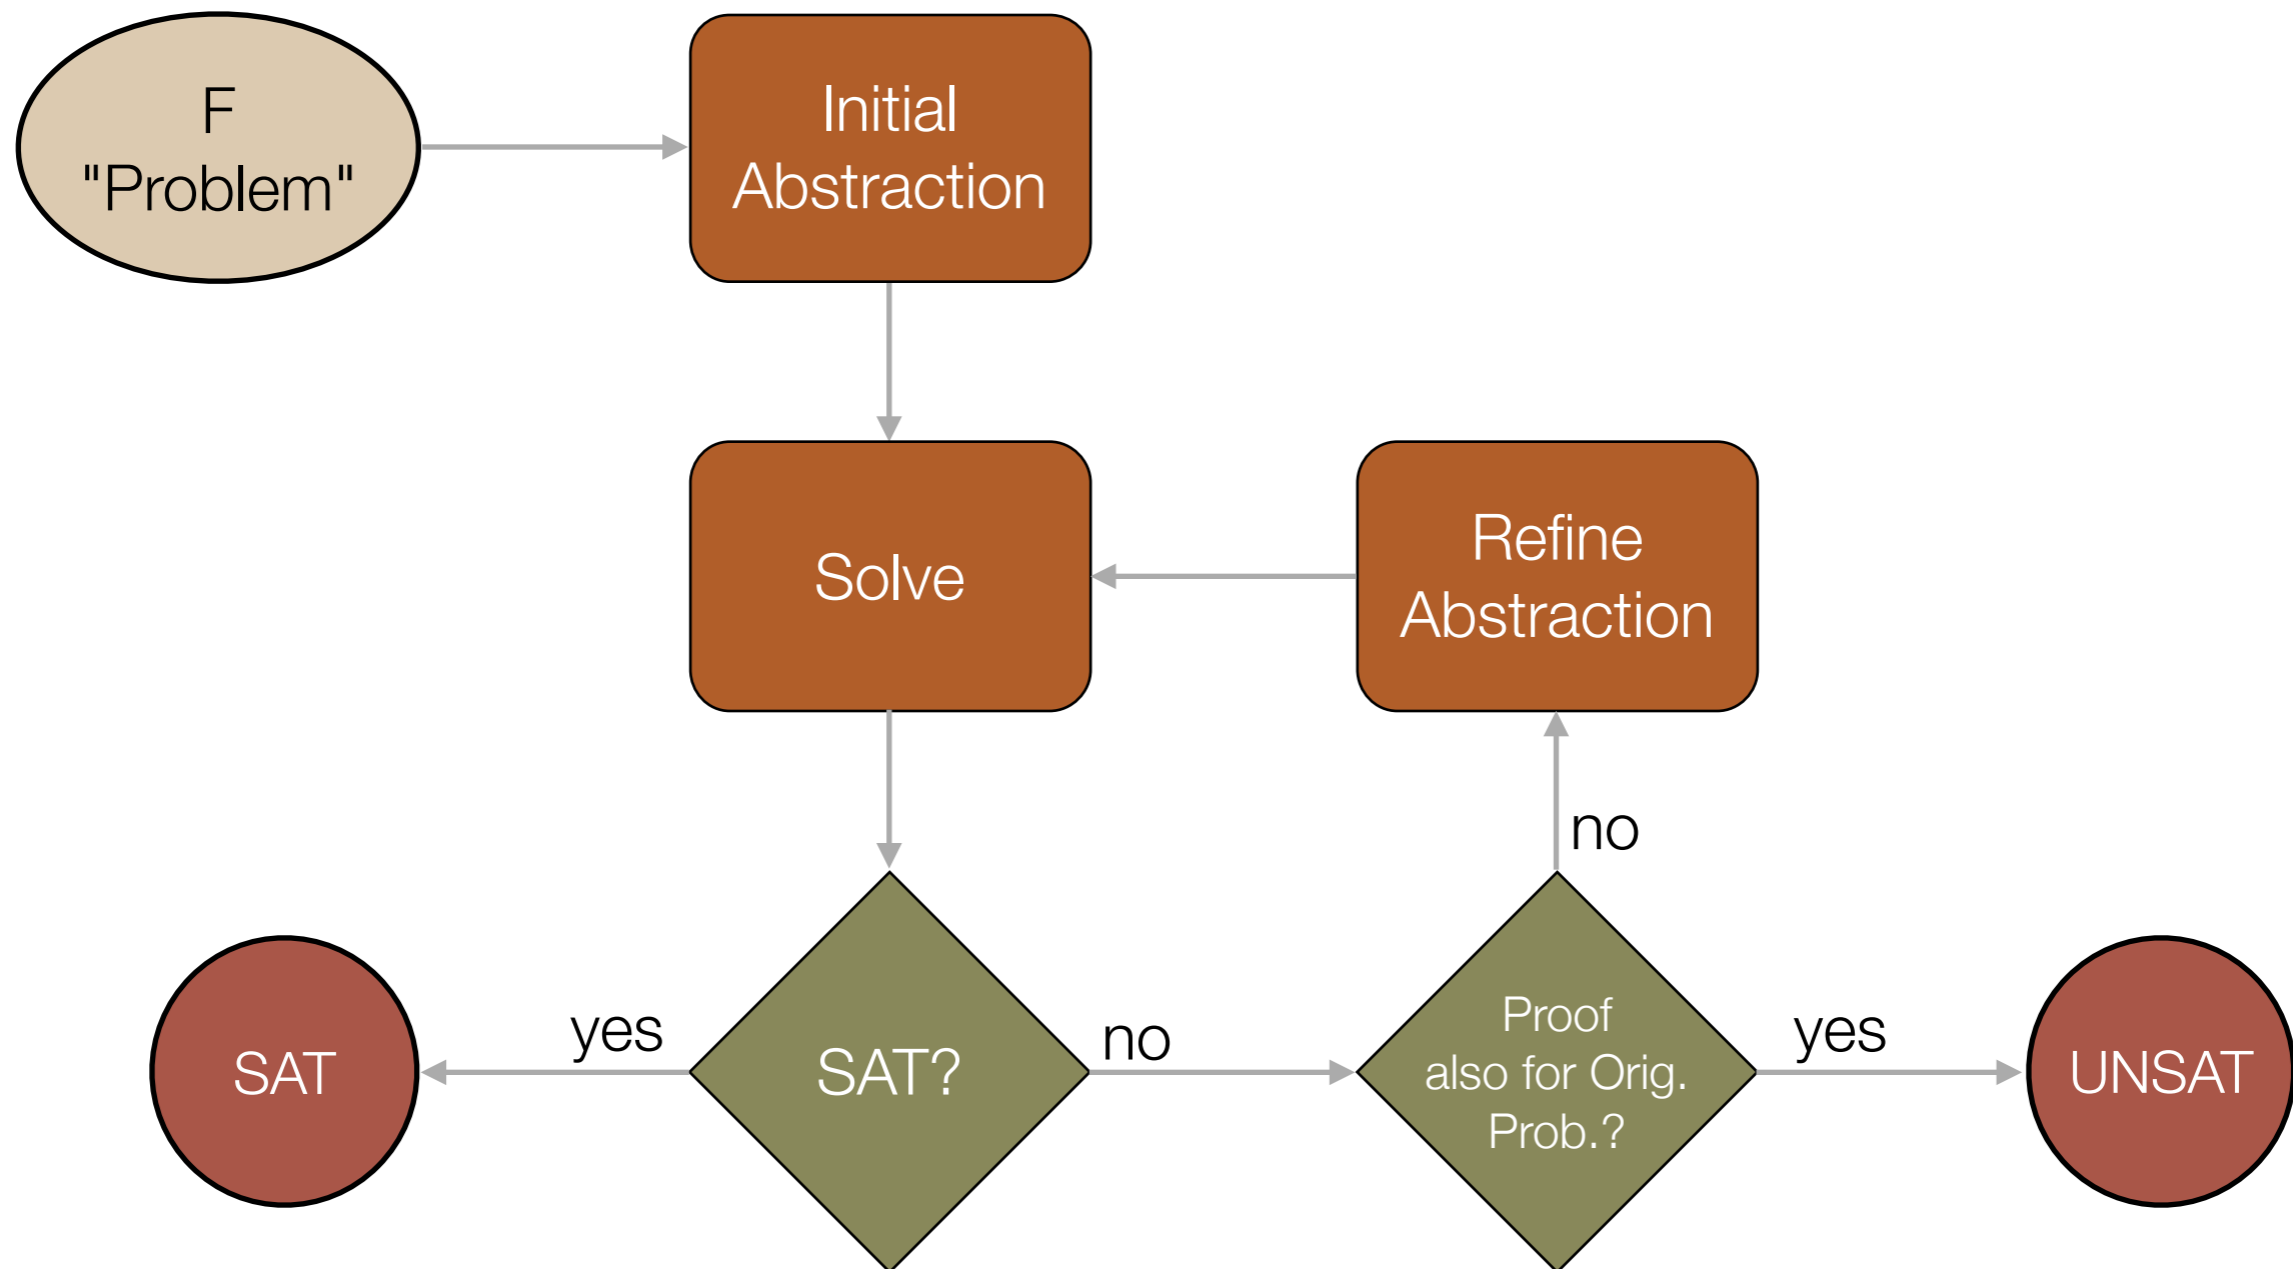 F
"Problem"
Initial
Abstraction
Solve
Refine
Abstraction
no
SAT
yes
SAT?
no
Proof
also for Orig.
Prob.?
yes
UNSAT